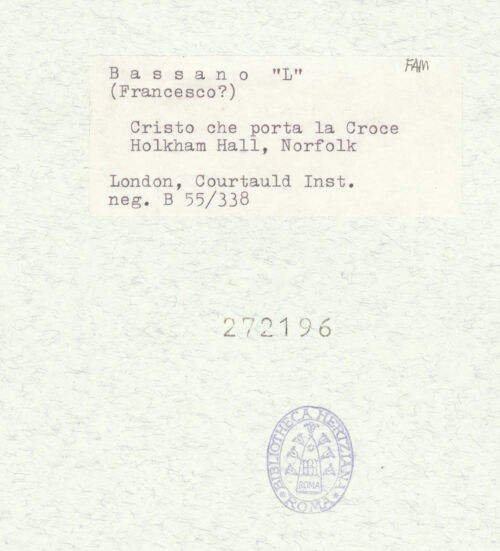 FAM
Bassano "L"
(Francesco?)
Cristo che porta la Croce
Holkham Hall, Norfolk
London, Courtauld Inst.
neg. B 55/338
272196
BIBLIOTHECA HERTZIANA
ROMA
ROMA